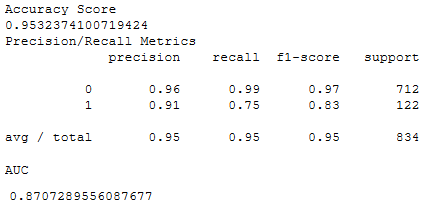 Accuracy Score
0.9532374100719424
Precision/Recall Metrics
precision recall f1-score support
0 0.96 0.99 0.97 712
1 0.91 0.75 0.83 122
avg / total 0.95 0.95 0.95 834
AUC
0.8707289556087677